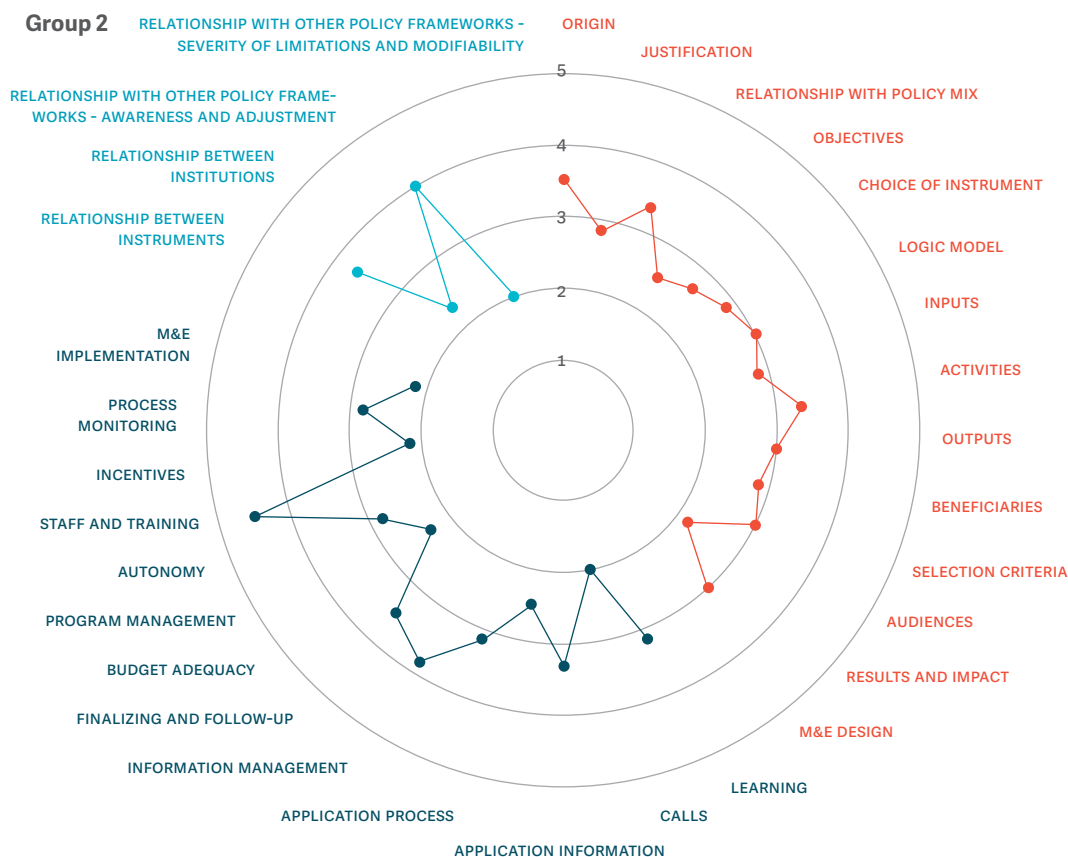 Group 2
RELATIONSHIP WITH OTHER POLICY FRAMEWORKS -
SEVERITY OF LIMITATIONS AND MODIFIABILITY
ORIGIN
JUSTIFICATION
RELATIONSHIP WITH POLICY MIX
OBJECTIVES
CHOICE OF INSTRUMENT
LOGIC MODEL
INPUTS
ACTIVITIES
OUTPUTS
BENEFICIARIES
SELECTION CRITERIA
AUDIENCES
RESULTS AND IMPACT
M&E DESIGN
LEARNING
CALLS
APPLICATION INFORMATION
APPLICATION PROCESS
INFORMATION MANAGEMENT
FINALIZING AND FOLLOW-UP
BUDGET ADEQUACY
PROGRAM MANAGEMENT
AUTONOMY
STAFF AND TRAINING
INCENTIVES
PROCESS
MONITORING
M&E
IMPLEMENTATION
RELATIONSHIP BETWEEN
INSTRUMENTS
RELATIONSHIP BETWEEN
INSTITUTIONS
RELATIONSHIP WITH OTHER POLICY FRAME-
WORKS - AWARENESS AND ADJUSTMENT
5
4
3
2
1